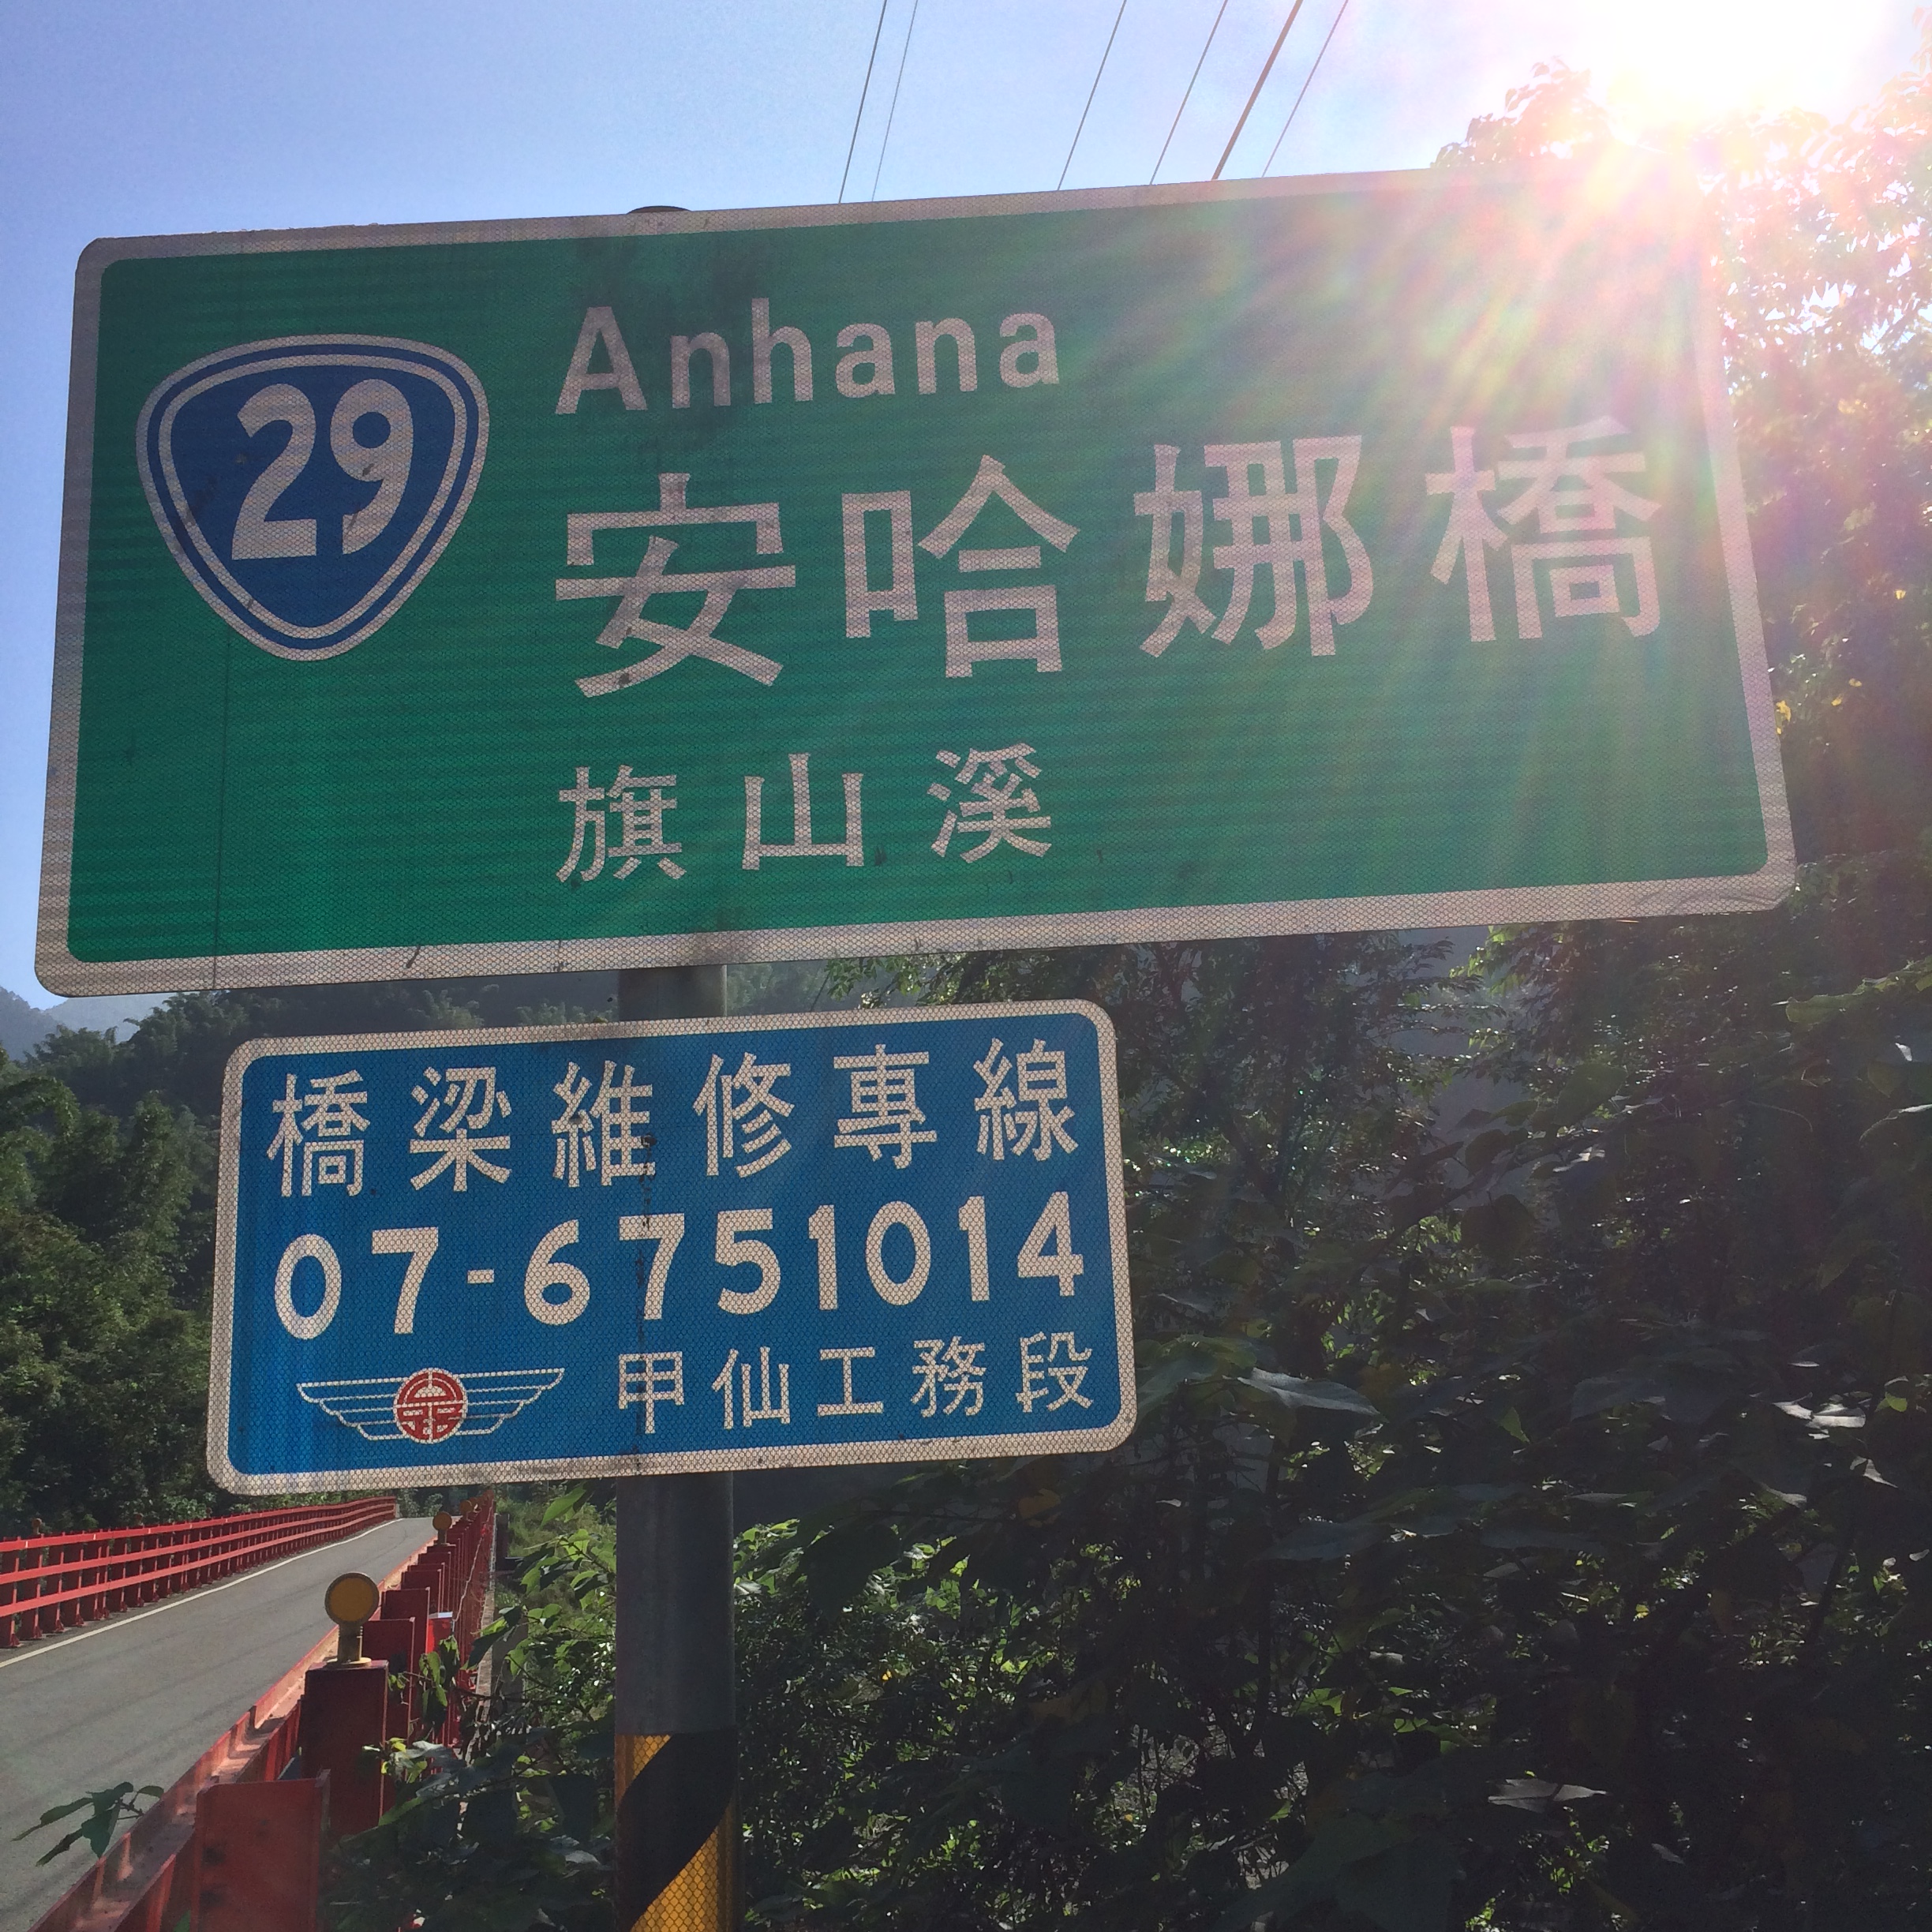 29
Anhana
安哈娜橋
旗山溪
橋梁維修專線
07-6751014
甲仙工務段